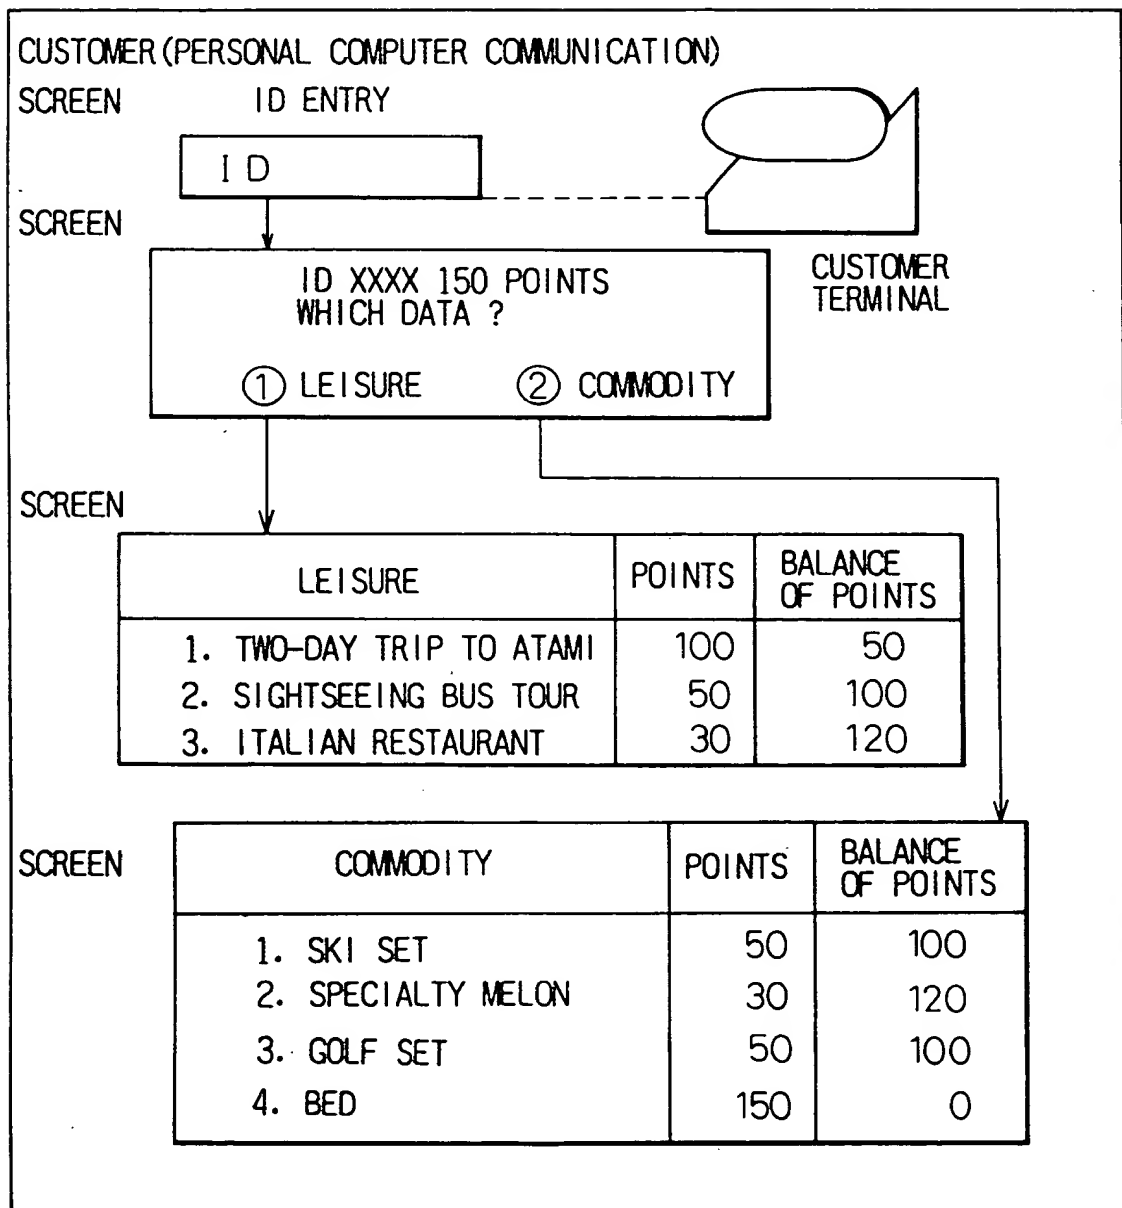 CUSTOMER(PERSONAL COMPUTER COMMUNICATION)
SCREEN ID ENTRY
ID
SCREEN
ID XXXX 150 POINTS
WHICH DATA ?
① LEISURE ② COMMODITY
CUSTOMER
TERMINAL
SCREEN
LEISURE POINTS BALANCE OF POINTS
1. TWO-DAY TRIP TO ATAMI 100 50
2. SIGHTSEEING BUS TOUR 50 100
3. ITALIAN RESTAURANT 30 120
SCREEN
COMMODITY POINTS BALANCE OF POINTS
1. SKI SET 50 100
2. SPECIALTY MELON 30 120
3. GOLF SET 50 100
4. BED 150 0